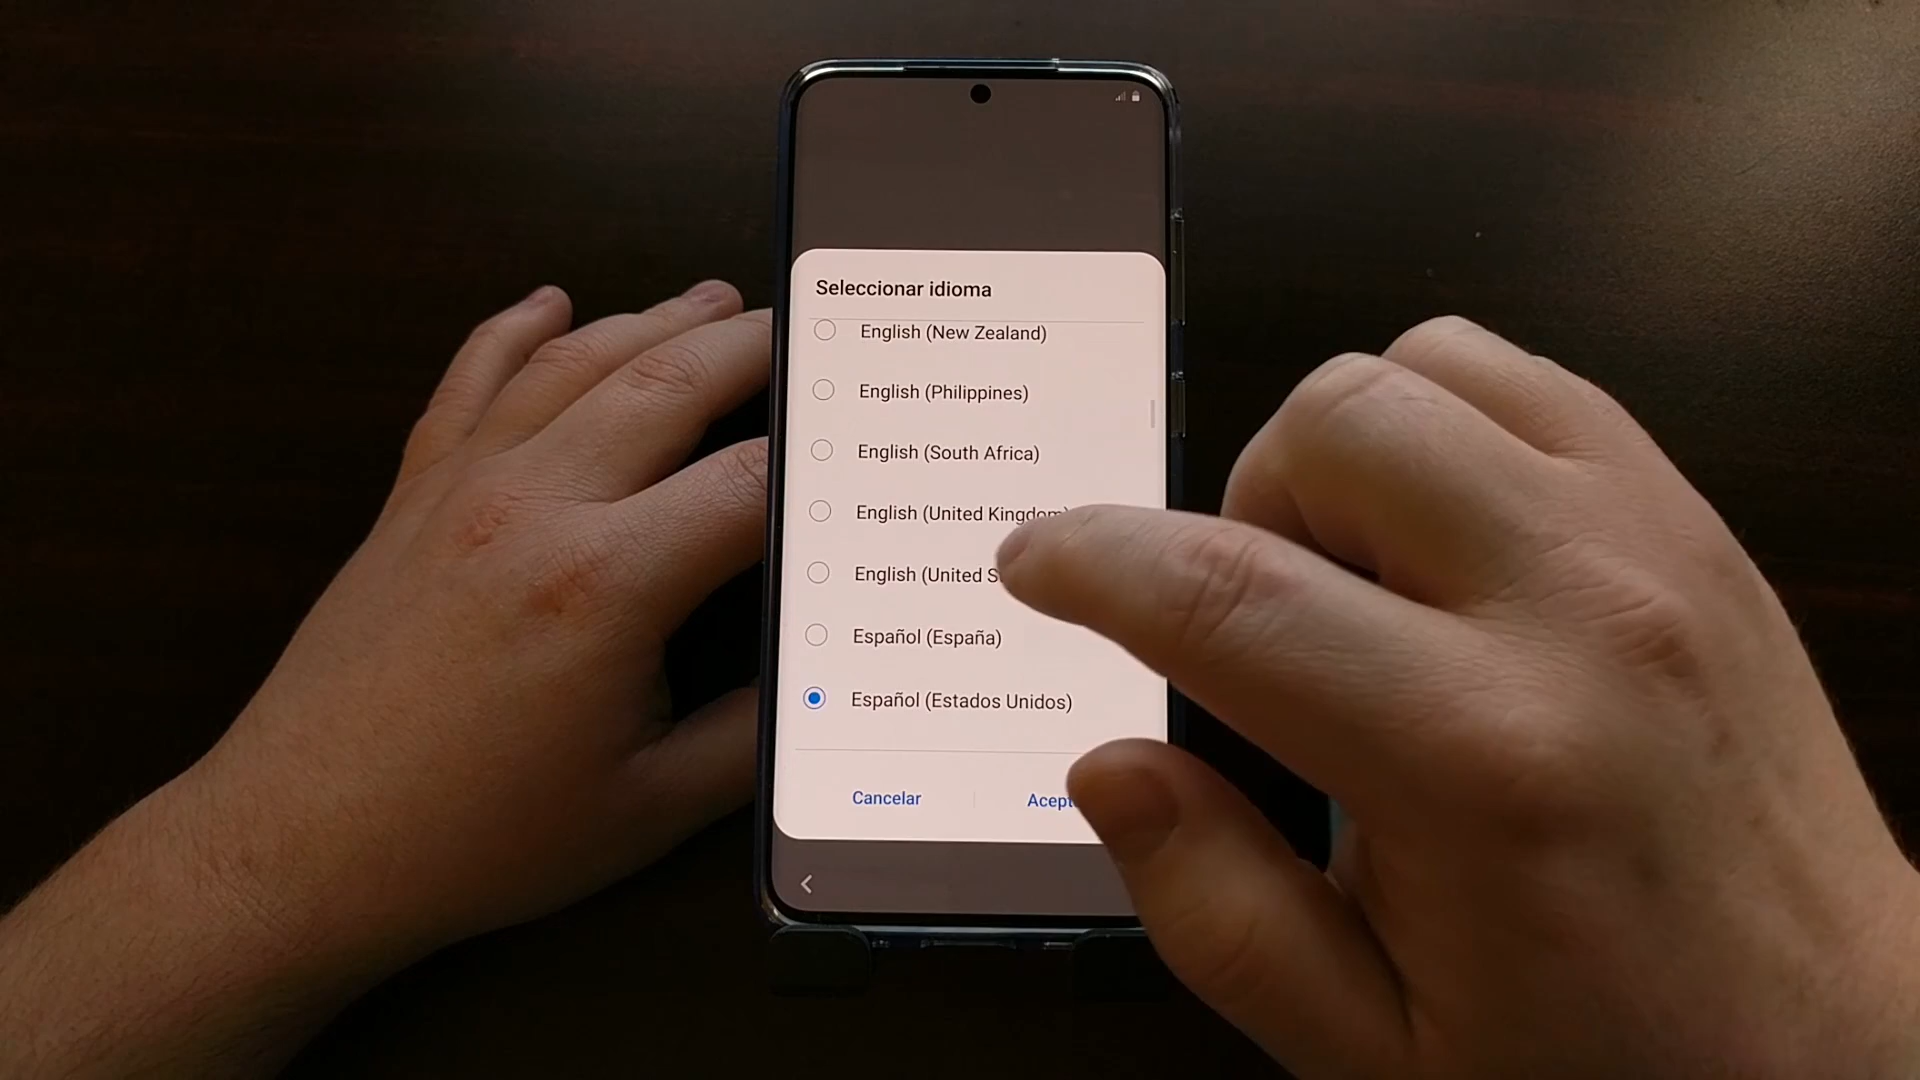 Seleccionar idioma
English (New Zealand)
English (Philippines)
English (South Africa)
English (United Kingdom)
English (United
Español (España)
Español (Estados Unidos)
Cancelar